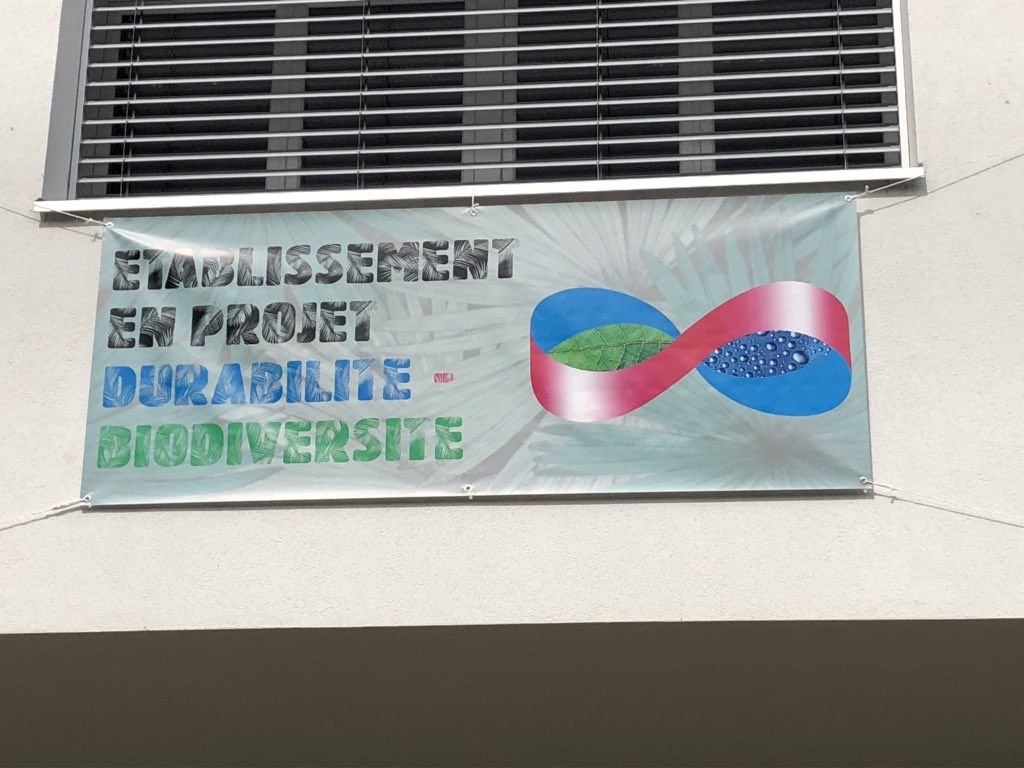 ETABLISSEMENT
EN PROJET
DURABILITE -
BIODIVERSITE